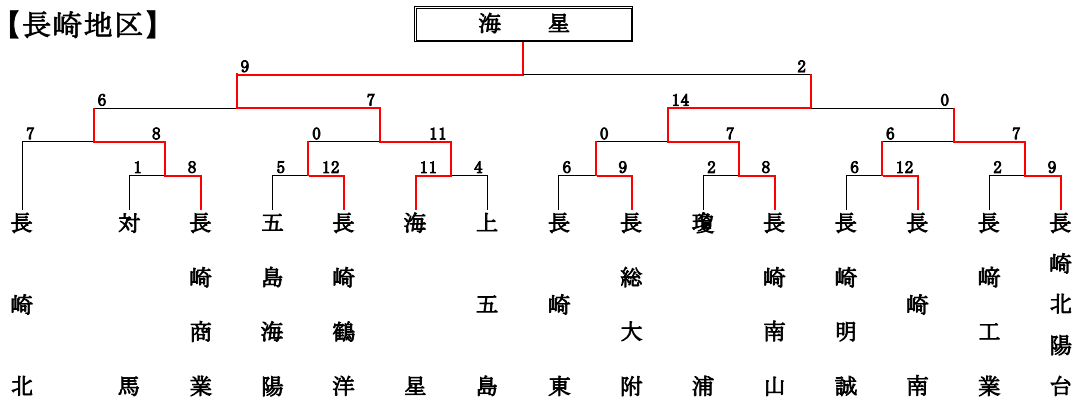 【長崎地区】
海 星
9 2
6 7 14 0
7 8 0 11 0 7 6 7
1 8 5 12 11 4 6 9 2 8 6 12 2 9
長崎北
対馬
長崎商業
五島海陽
長崎鶴洋
海星
上五島
長崎東
長総大附
瓊浦
長崎南山
長崎明誠
長崎南
長崎工業
長崎北陽台